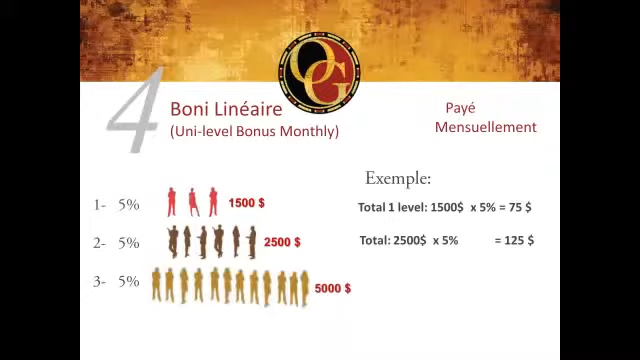 OG
4
Boni Linéaire
(Uni-level Bonus Monthly)
Payé
Mensuellement
Exemple:
1- 5%
1500 $
Total 1 level: 1500$ x 5% = 75 $
2- 5%
2500 $
Total: 2500$ x 5% = 125 $
3- 5%
5000 $